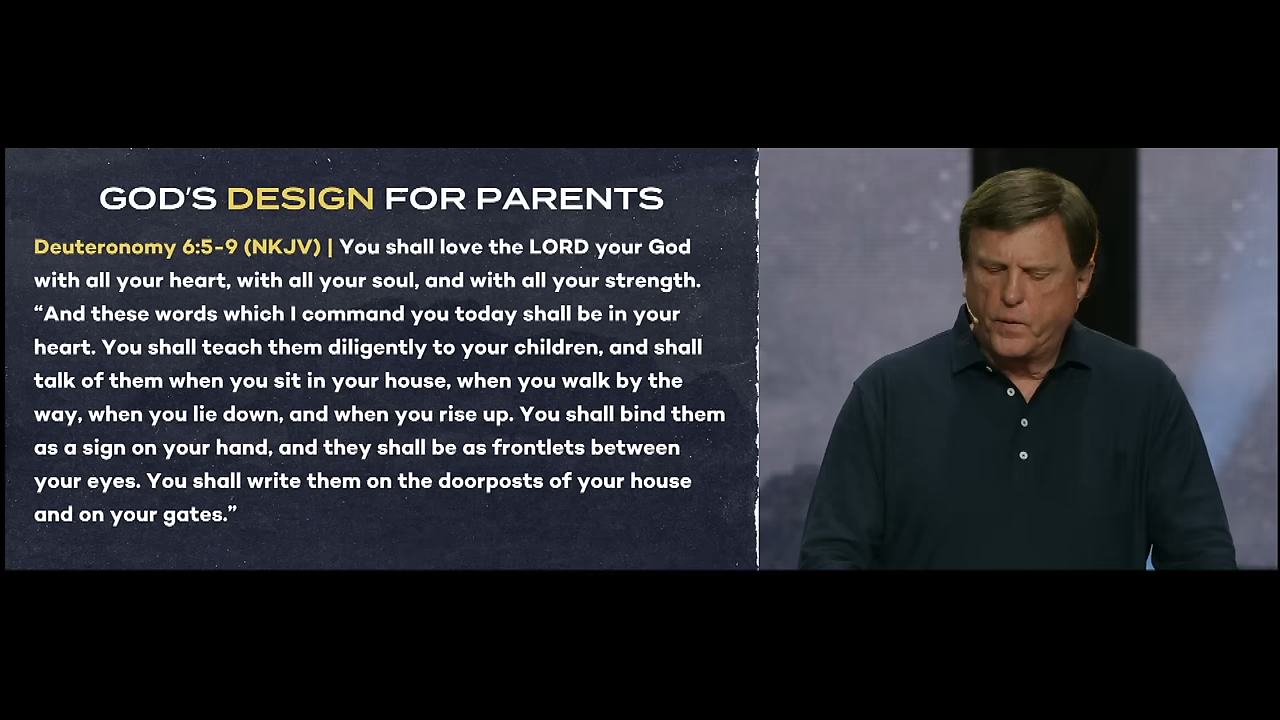 GOD'S DESIGN FOR PARENTS
Deuteronomy 6:5-9 (NKJV) | You shall love the LORD your God
with all your heart, with all your soul, and with all your strength.
“And these words which I command you today shall be in your
heart. You shall teach them diligently to your children, and shall
talk of them when you sit in your house, when you walk by the
way, when you lie down, and when you rise up. You shall bind them
as a sign on your hand, and they shall be as frontlets between
your eyes. You shall write them on the doorposts of your house
and on your gates.”